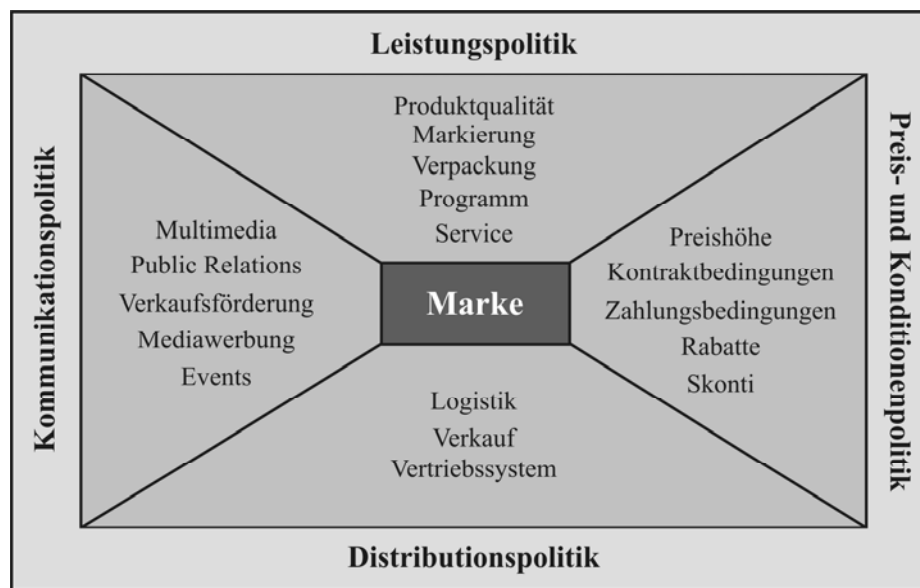 Leistungspolitik
Produktqualität
Markierung
Verpackung
Programm
Service
Kommunikationspolitik
Multimedia
Public Relations
Verkaufsförderung
Mediawerbung
Events
Marke
Preishöhe
Kontraktbedingungen
Zahlungsbedingungen
Rabatte
Skonti
Preis- und Konditionenpolitik
Logistik
Verkauf
Vertriebssystem
Distributionspolitik